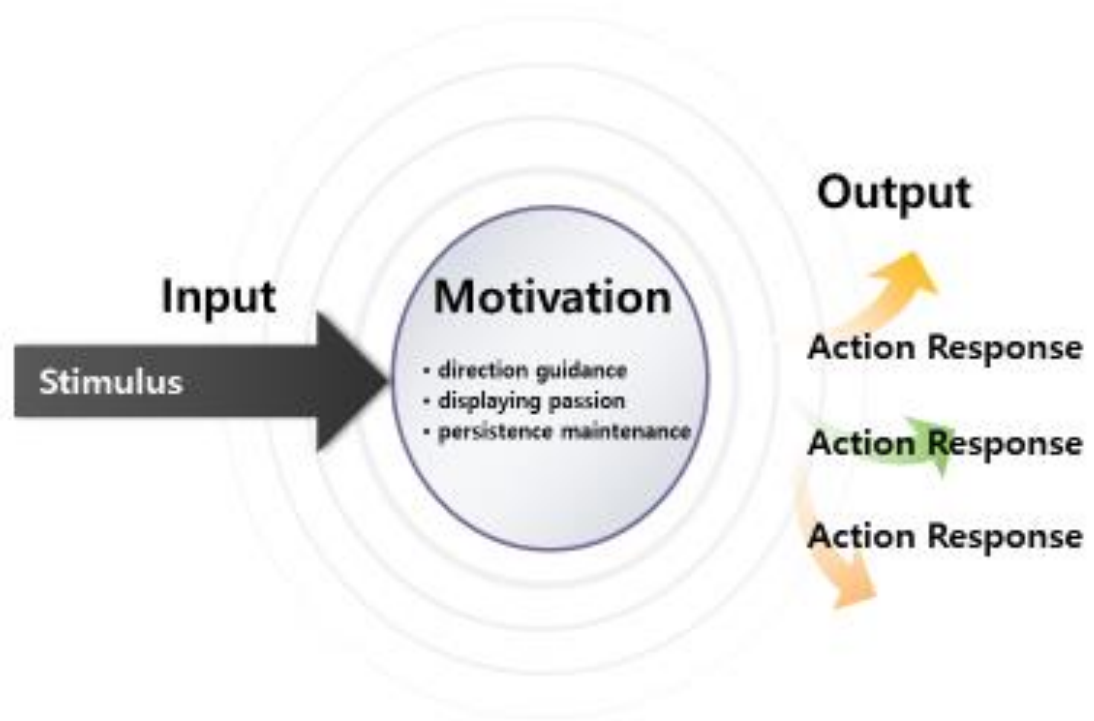 Input
Stimulus
Motivation
• direction guidance
• displaying passion
• persistence maintenance
Output
Action Response
Action Response
Action Response